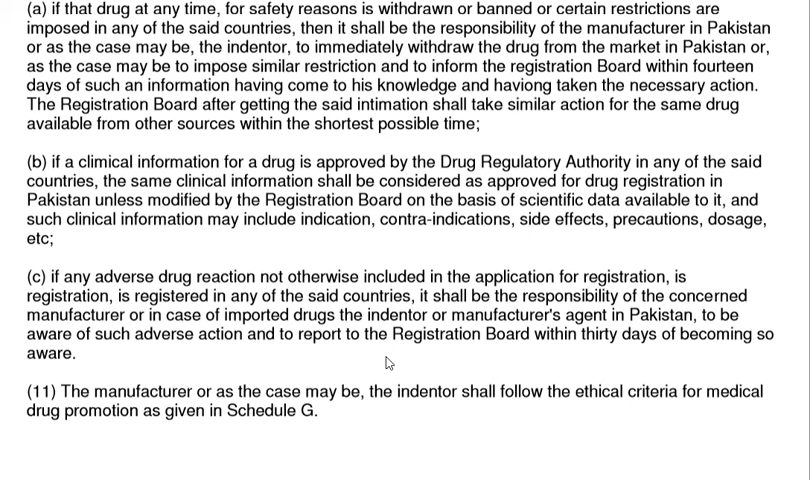 (a) if that drug at any time, for safety reasons is withdrawn or banned or certain restrictions are
imposed in any of the said countries, then it shall be the responsibility of the manufacturer in Pakistan
or as the case may be, the indentor, to immediately withdraw the drug from the market in Pakistan or,
as the case may be to impose similar restriction and to inform the registration Board within fourteen
days of such an information having come to his knowledge and haviong taken the necessary action.
The Registration Board after getting the said intimation shall take similar action for the same drug
available from other sources within the shortest possible time;
(b) if a climical information for a drug is approved by the Drug Regulatory Authority in any of the said
countries, the same clinical information shall be considered as approved for drug registration in
Pakistan unless modified by the Registration Board on the basis of scientific data available to it, and
such clinical information may include indication, contra-indications, side effects, precautions, dosage,
etc;
(c) if any adverse drug reaction not otherwise included in the application for registration, is
registration, is registered in any of the said countries, it shall be the responsibility of the concerned
manufacturer or in case of imported drugs the indentor or manufacturer's agent in Pakistan, to be
aware of such adverse action and to report to the Registration Board within thirty days of becoming so
aware.
(11) The manufacturer or as the case may be, the indentor shall follow the ethical criteria for medical
drug promotion as given in Schedule G.